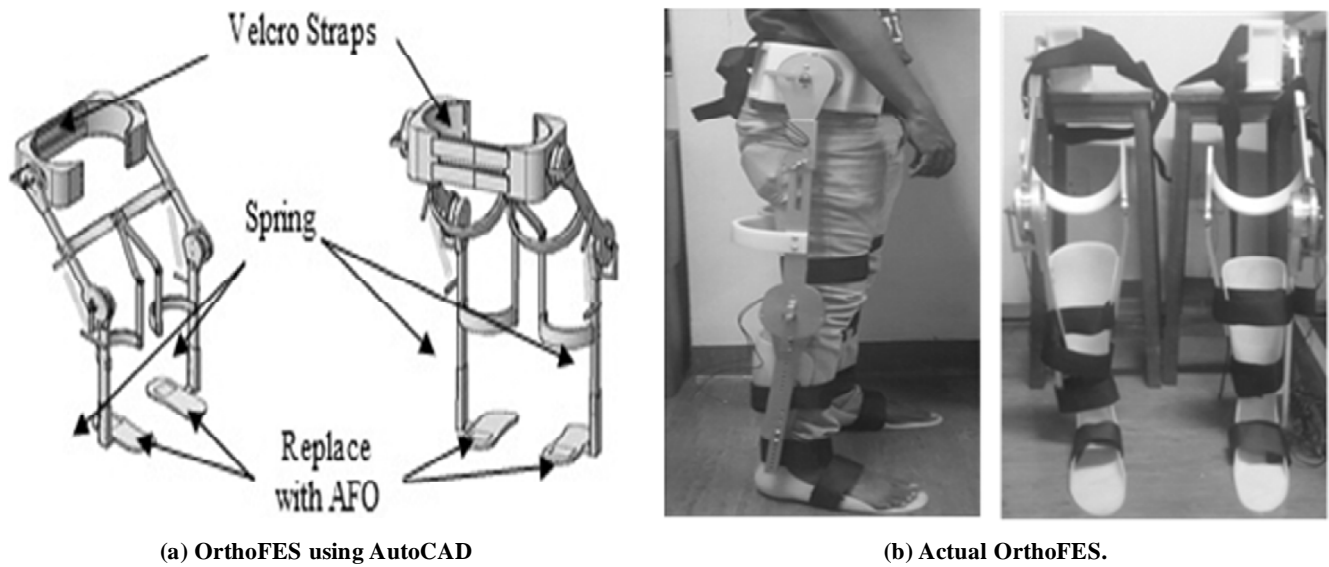 Velcro Straps
Spring
Replace
with AFO
(a) OrthoFES using AutoCAD
(b) Actual OrthoFES.